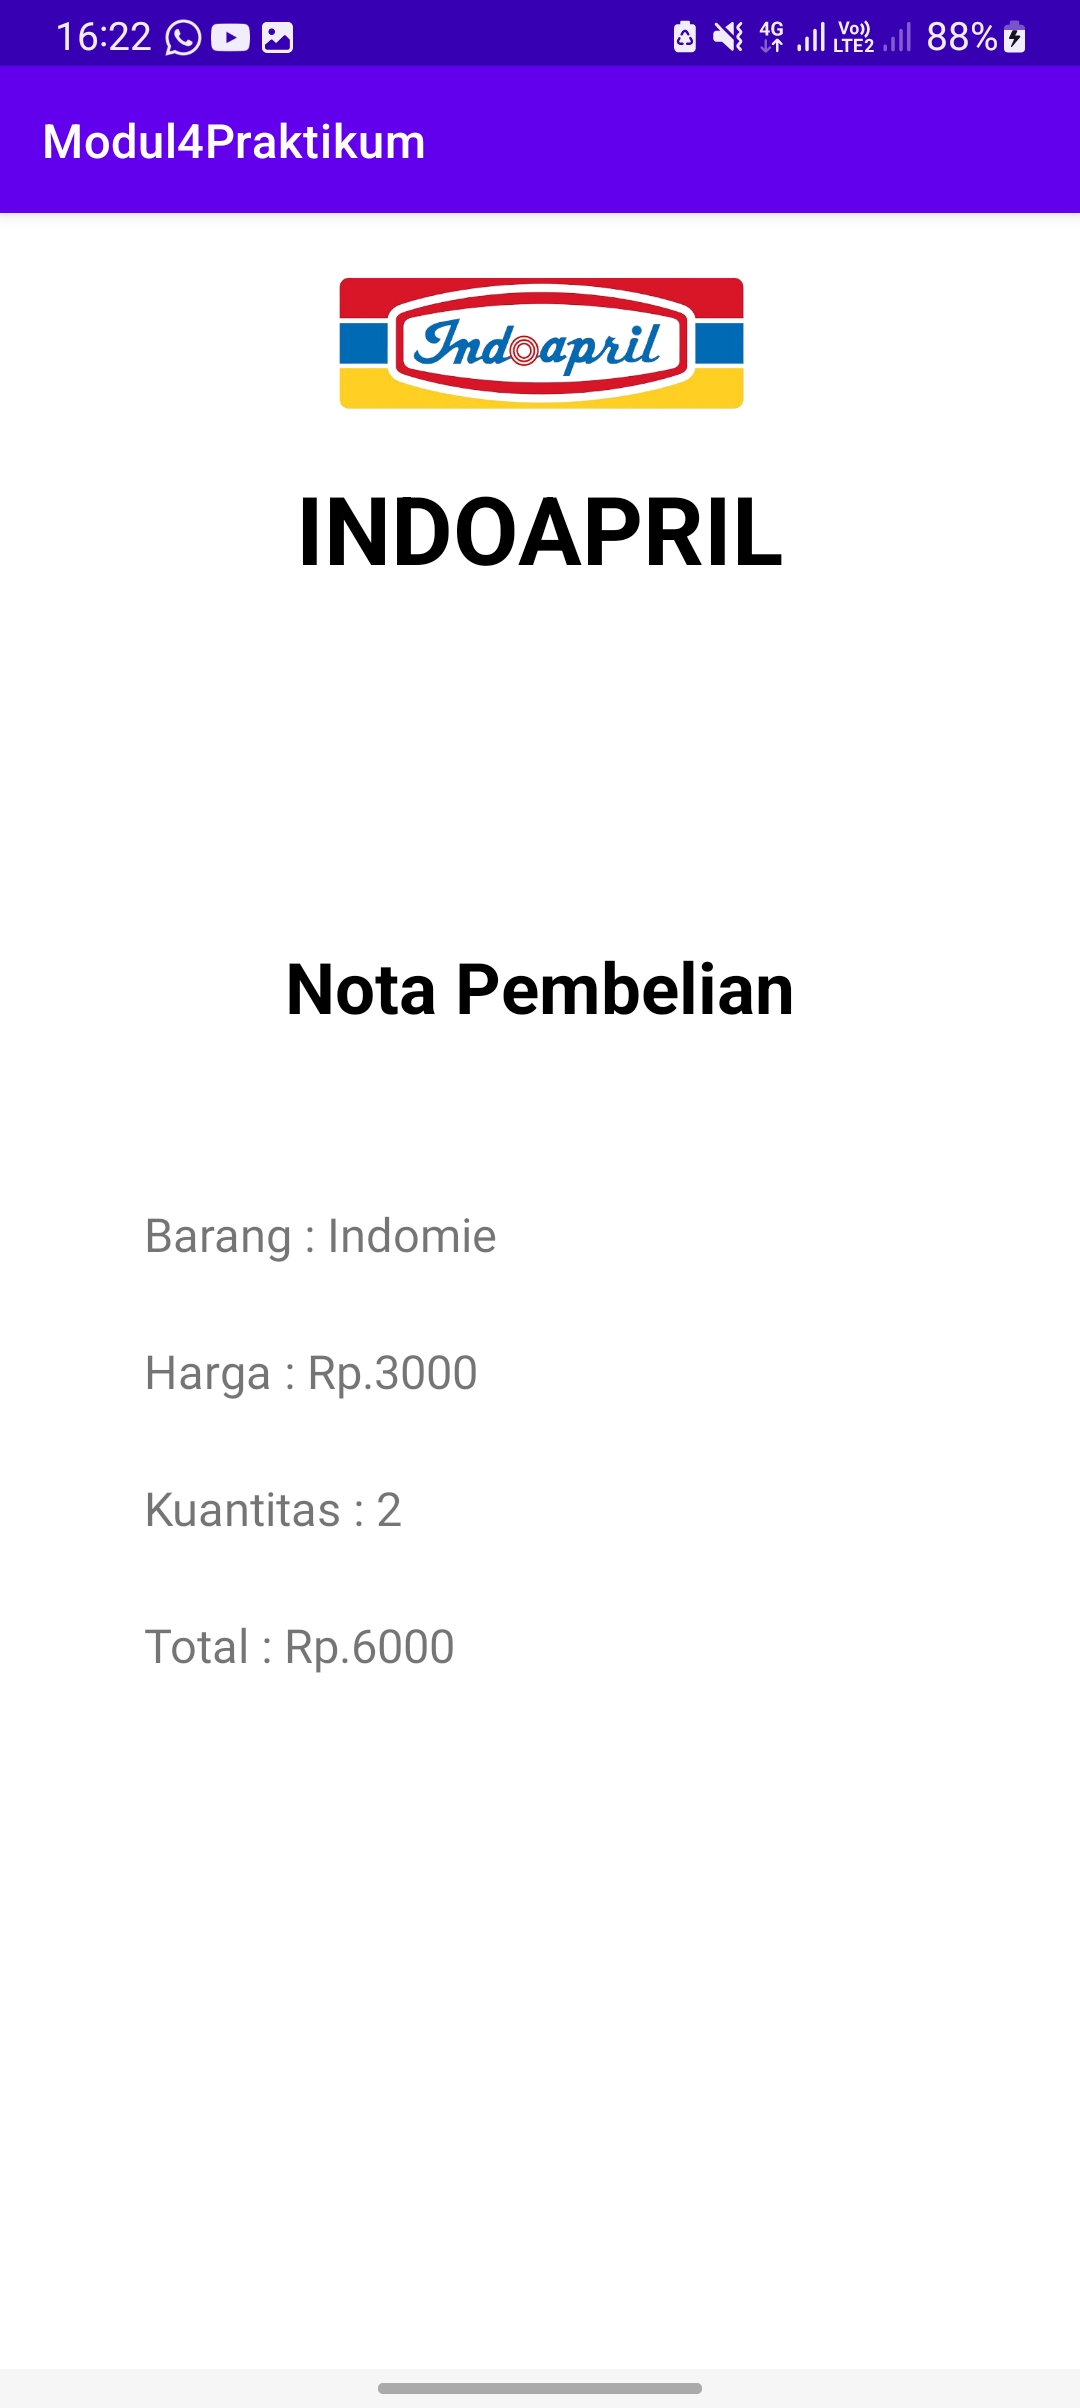 16:22 4G Vo)) LTE2 88%
Modul4Praktikum
Indoapril
INDOAPRIL
Nota Pembelian
Barang : Indomie
Harga : Rp.3000
Kuantitas : 2
Total : Rp.6000